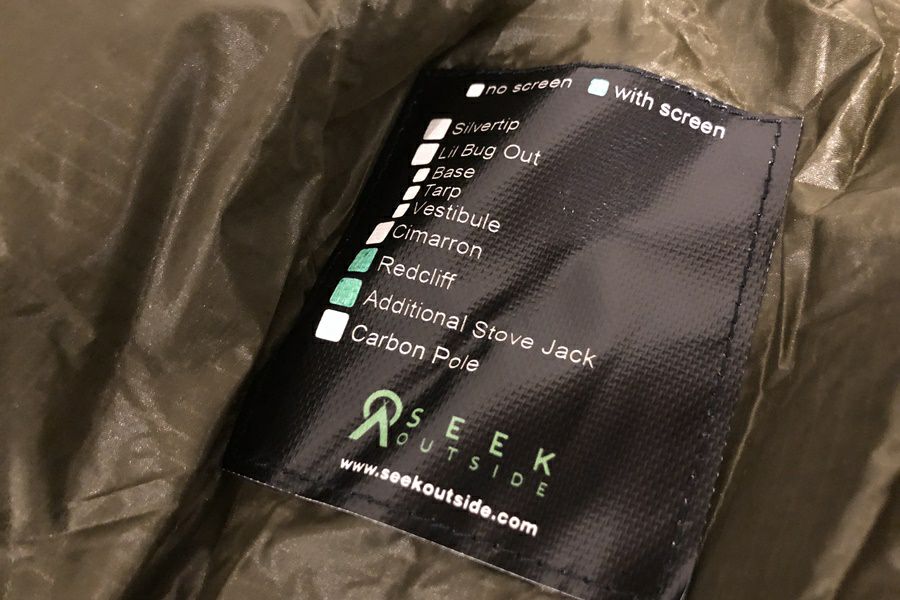 no screen with screen
Silvertip
Lil Bug Out
Base
Tarp
Vestibule
Cimarron
Redcliff
Additional Stove Jack
Carbon Pole
SEEK
OUTSIDE
www.seekoutside.com